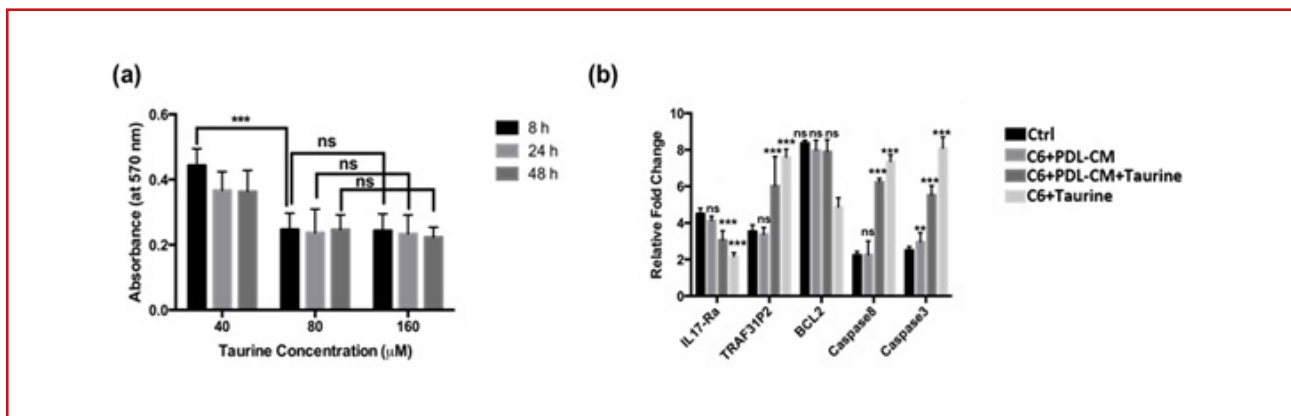 (a)
Absorbance (at 570 nm)
0.6
0.4
0.2
0.0
***
ns
ns
ns
40
80
160
Taurine Concentration (μM)
8 h
24 h
48 h
(b)
Relative Fold Change
10
8
6
4
2
0
ns
***
***
ns
***
***
ns ns ns
ns
***
***
**
***
***
IL17-Ra
TRAF31P2
BCL2
Caspase8
Caspase3
Ctrl
C6+PDL-CM
C6+PDL-CM+Taurine
C6+Taurine